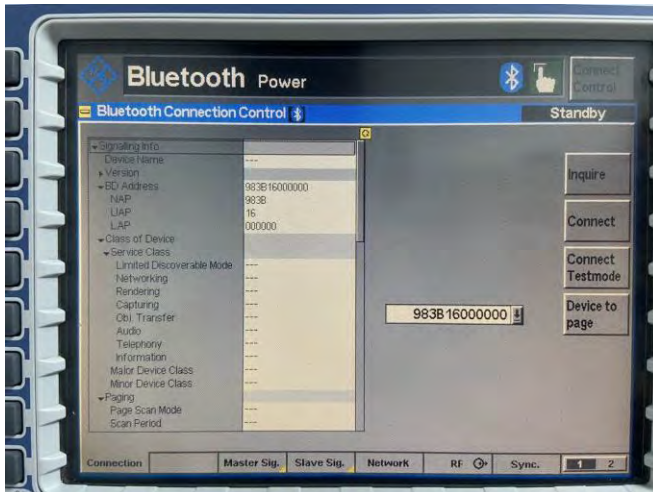 Bluetooth Power
Connect Control
Bluetooth Connection Control
Standby
Signaling Info
Device Name ---
Version
BD Address 983B16000000
NAP 983B
UAP 16
LAP 000000
Class of Device
Service Class
Limited Discoverable Mode ---
Networking ---
Rendering ---
Capturing ---
Obj. Transfer ---
Audio ---
Telephony ---
Information ---
Major Device Class ---
Minor Device Class ---
Paging
Page Scan Mode ---
Scan Period ---
983B16000000
Inquire
Connect
Connect Testmode
Device to page
Connection Master Sig. Slave Sig. Network RF Sync. 1 2